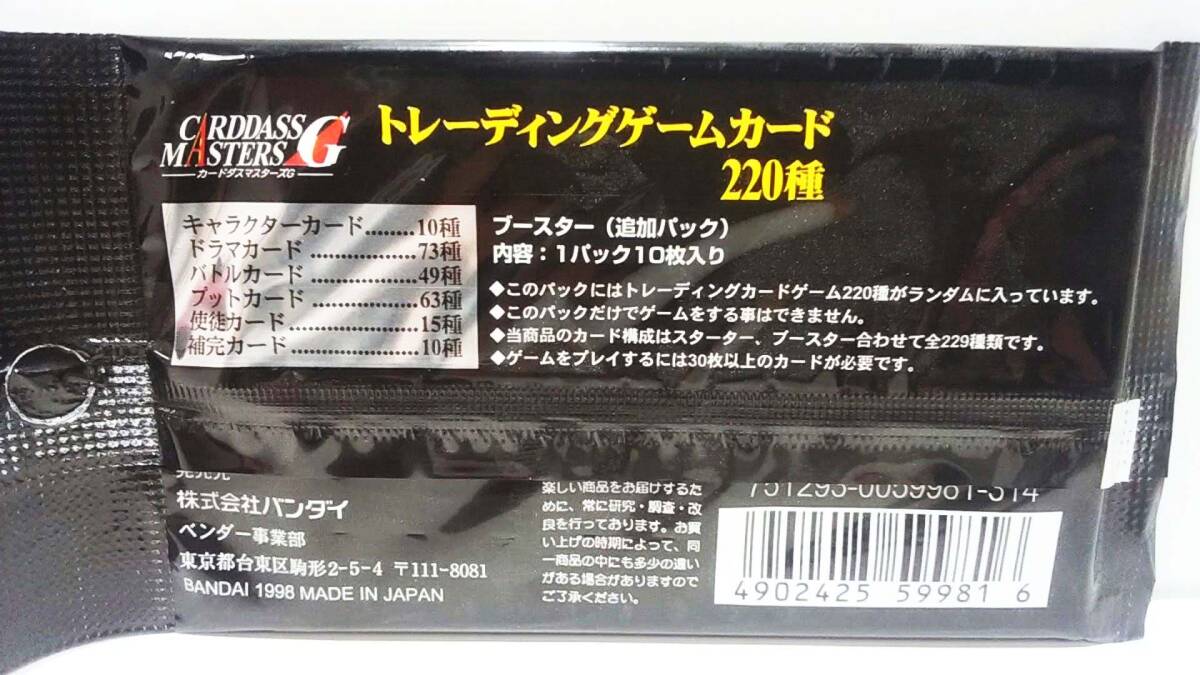 CARDDASS
MASTERS G
カードダスマスターズG
トレーディングゲームカード
220種
キャラクターカード........10種
ドラマカード................73種
バトルカード................49種
プットカード................63種
使徒カード...................15種
補完カード...................10種
ブースター（追加パック）
内容：1パック10枚入り
◆このパックにはトレーディングカードゲーム220種がランダムに入っています。
◆このパックだけでゲームをする事はできません。
◆当商品のカード構成はスターター、ブースター合わせて全229種類です。
◆ゲームをプレイするには30枚以上のカードが必要です。
発売元
株式会社バンダイ
ベンダー事業部
東京都台東区駒形2-5-4 〒111-8081
BANDAI 1998 MADE IN JAPAN
楽しい商品をお届けするた
めに、常に研究・調査・改
良を行っております。お買
い上げの時期によって、同
一商品の中にも多少の違い
がある場合がありますので
ご了承ください。
751293-0059981-314
4902425 599816